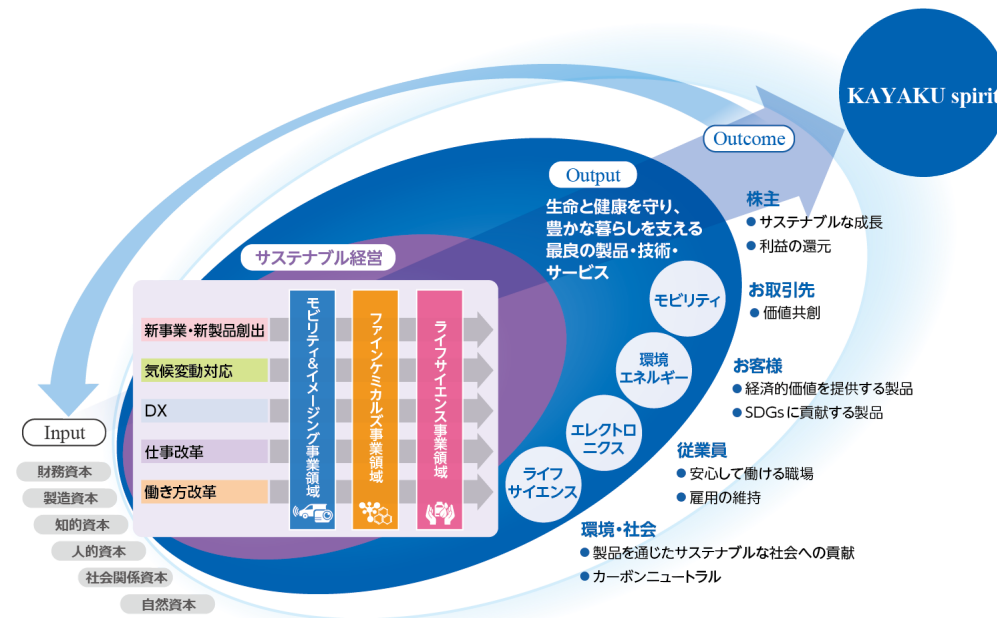 KAYAKU spirit
Outcome
Output
生命と健康を守り、
豊かな暮らしを支える
最良の製品・技術・
サービス
サステナブル経営
新事業・新製品創出
気候変動対応
DX
仕事改革
働き方改革
モビリティ&イメージング事業領域
ファインケミカルズ事業領域
ライフサイエンス事業領域
モビリティ
環境
エネルギー
エレクトロ
ニクス
ライフ
サイエンス
株主
● サステナブルな成長
● 利益の還元
お取引先
● 価値共創
お客様
● 経済的価値を提供する製品
● SDGsに貢献する製品
従業員
● 安心して働ける職場
● 雇用の維持
環境・社会
● 製品を通じたサステナブルな社会への貢献
● カーボンニュートラル
Input
財務資本
製造資本
知的資本
人的資本
社会関係資本
自然資本